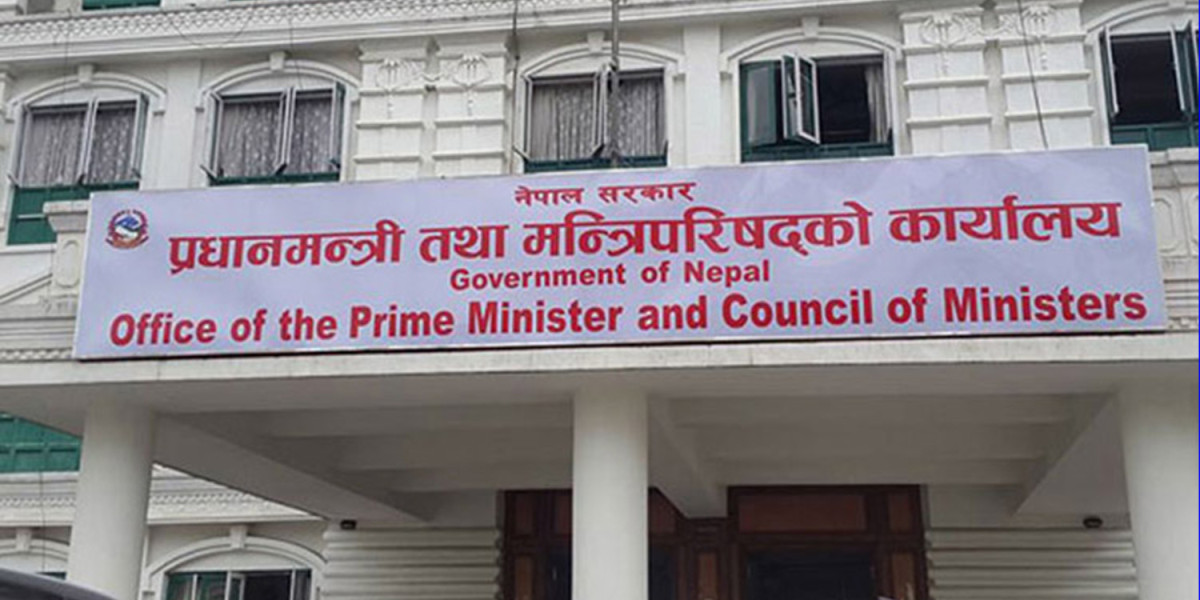 नेपाल सरकार
प्रधानमन्त्री तथा मन्त्रिपरिषद्को कार्यालय
Government of Nepal
Office of the Prime Minister and Council of Ministers